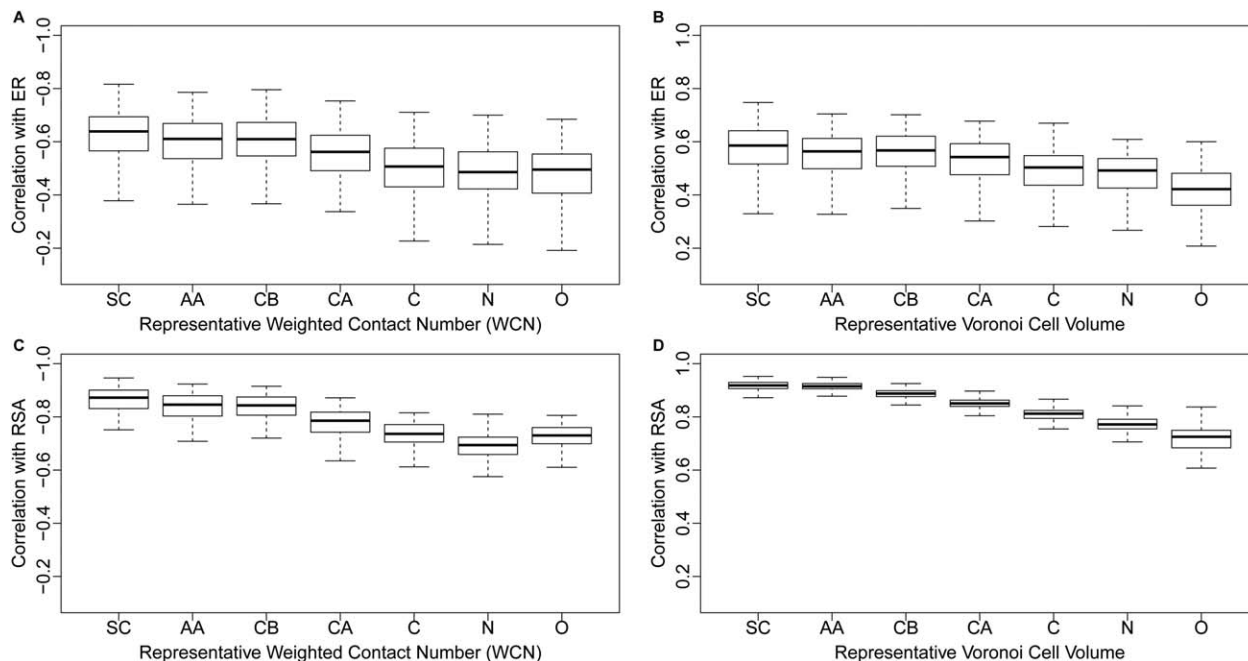 A
Correlation with ER
−1.0
−0.8
−0.6
−0.4
−0.2
SC AA CB CA C N O
Representative Weighted Contact Number (WCN)
B
Correlation with ER
1.0
0.8
0.6
0.4
0.2
SC AA CB CA C N O
Representative Voronoi Cell Volume
C
Correlation with RSA
−1.0
−0.8
−0.6
−0.4
−0.2
SC AA CB CA C N O
Representative Weighted Contact Number (WCN)
D
Correlation with RSA
1.0
0.8
0.6
0.4
0.2
SC AA CB CA C N O
Representative Voronoi Cell Volume